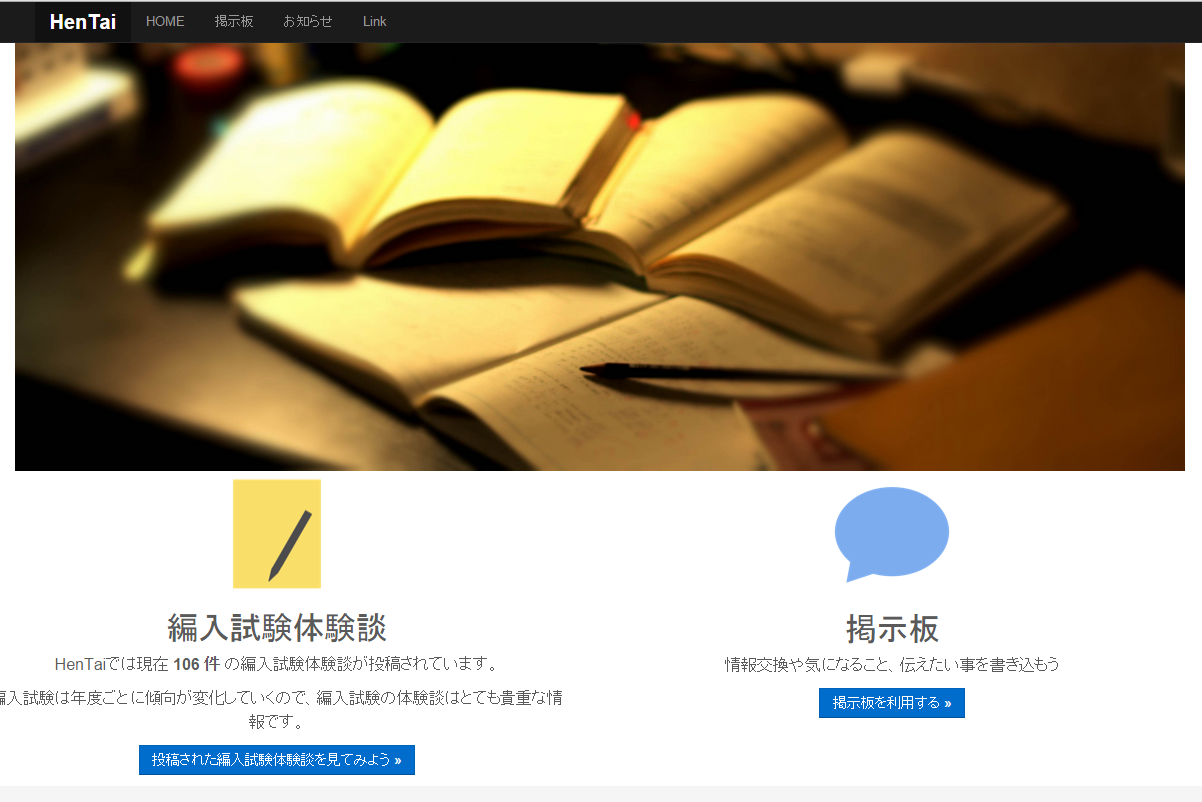 HenTai HOME 掲示板 お知らせ Link
編入試験体験談
HenTaiでは現在 106 件 の編入試験体験談が投稿されています。
編入試験は年度ごとに傾向が変化していくので、編入試験の体験談はとても貴重な情
報です。
投稿された編入試験体験談を見てみよう »
掲示板
情報交換や気になること、伝えたい事を書き込もう
掲示板を利用する »